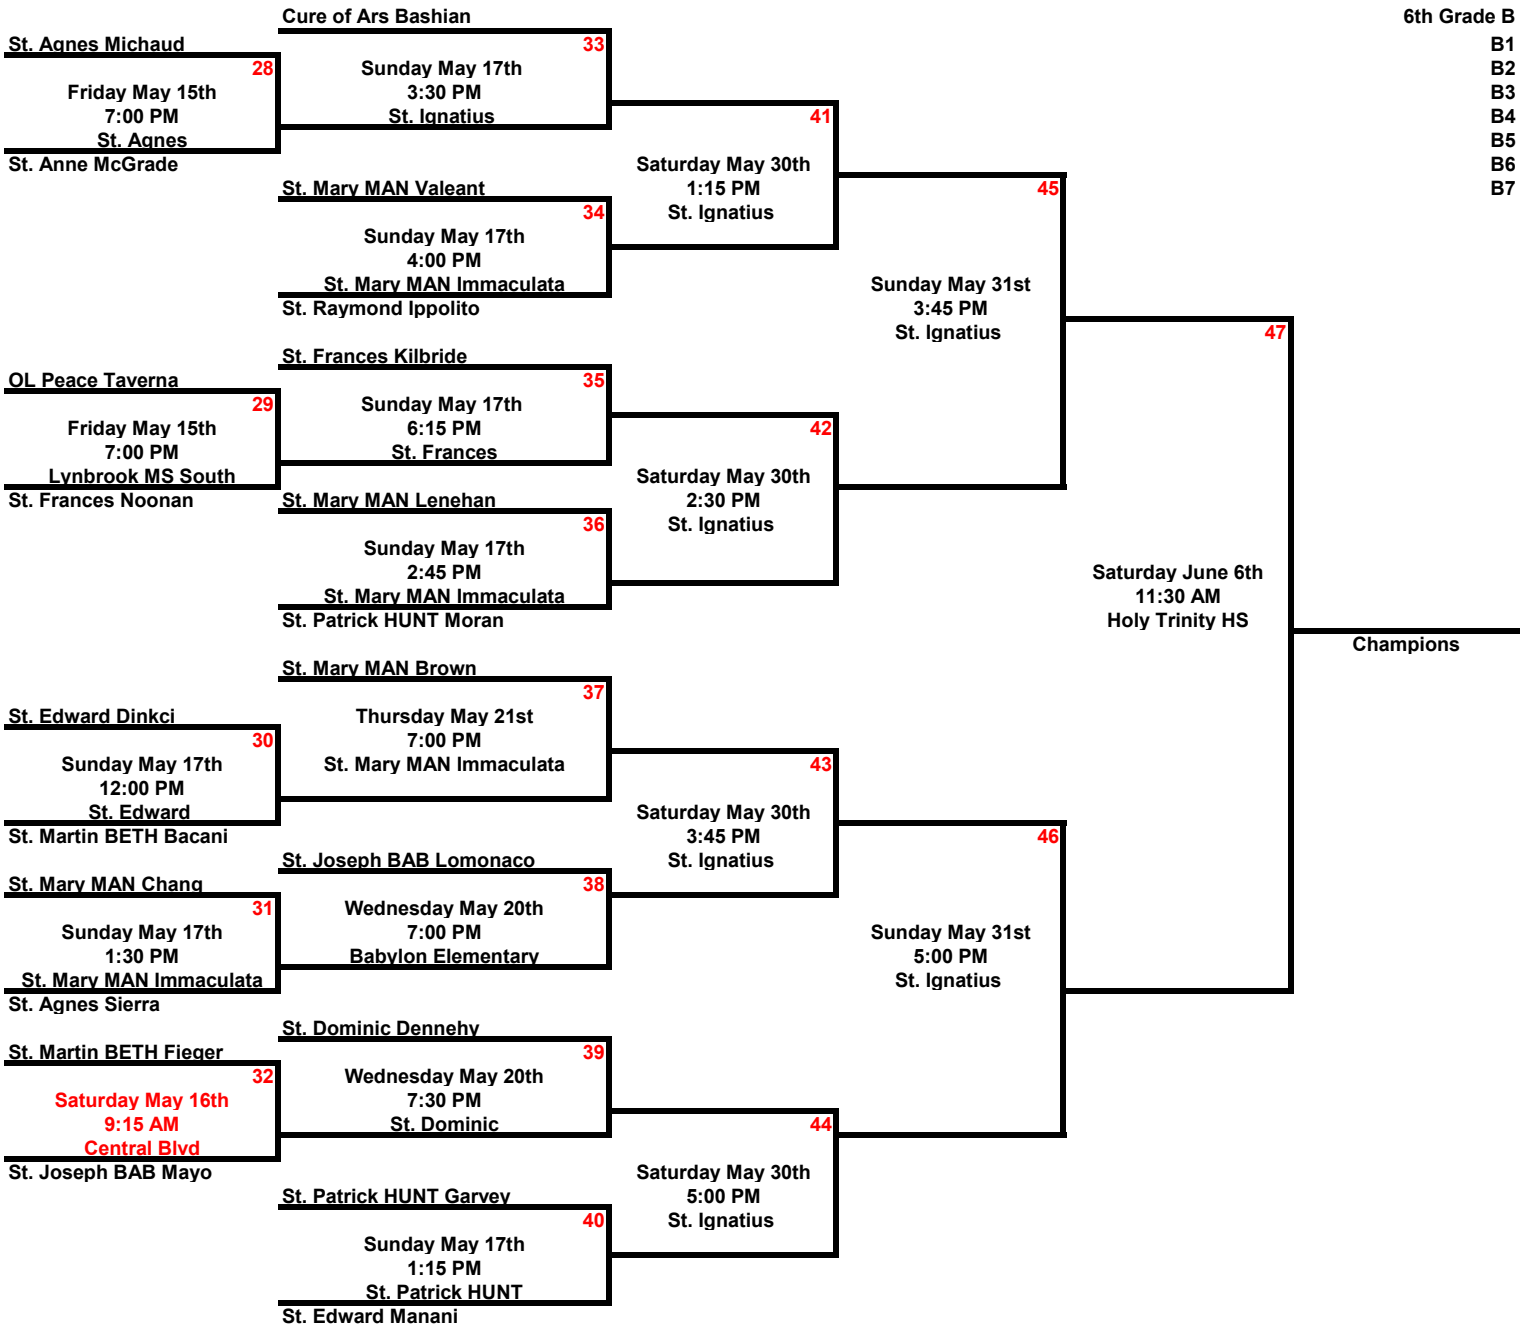 Cure of Ars Bashian
6th Grade B
St. Agnes Michaud
33
B1
28
Sunday May 17th
B2
Friday May 15th
3:30 PM
B3
7:00 PM
St. Ignatius
41
B4
St. Agnes
B5
St. Anne McGrade
Saturday May 30th
B6
St. Mary MAN Valeant
1:15 PM
45
B7
34
St. Ignatius
Sunday May 17th
4:00 PM
St. Mary MAN Immaculata
Sunday May 31st
St. Raymond Ippolito
3:45 PM
St. Ignatius
47
St. Frances Kilbride
OL Peace Taverna
35
29
Sunday May 17th
Friday May 15th
6:15 PM
42
7:00 PM
St. Frances
Lynbrook MS South
Saturday May 30th
St. Frances Noonan
St. Mary MAN Lenehan
2:30 PM
36
St. Ignatius
Sunday May 17th
2:45 PM
Saturday June 6th
St. Mary MAN Immaculata
11:30 AM
St. Patrick HUNT Moran
Holy Trinity HS
Champions
St. Mary MAN Brown
37
St. Edward Dinkci
Thursday May 21st
30
7:00 PM
Sunday May 17th
St. Mary MAN Immaculata
43
12:00 PM
St. Edward
Saturday May 30th
St. Martin BETH Bacani
3:45 PM
46
St. Joseph BAB Lomonaco
St. Ignatius
St. Mary MAN Chang
38
31
Wednesday May 20th
Sunday May 17th
7:00 PM
Sunday May 31st
1:30 PM
Babylon Elementary
5:00 PM
St. Mary MAN Immaculata
St. Ignatius
St. Agnes Sierra
St. Dominic Dennehy
St. Martin BETH Fieger
39
32
Wednesday May 20th
Saturday May 16th
7:30 PM
9:15 AM
St. Dominic
44
Central Blvd
St. Joseph BAB Mayo
Saturday May 30th
St. Patrick HUNT Garvey
5:00 PM
40
St. Ignatius
Sunday May 17th
1:15 PM
St. Patrick HUNT
St. Edward Manani